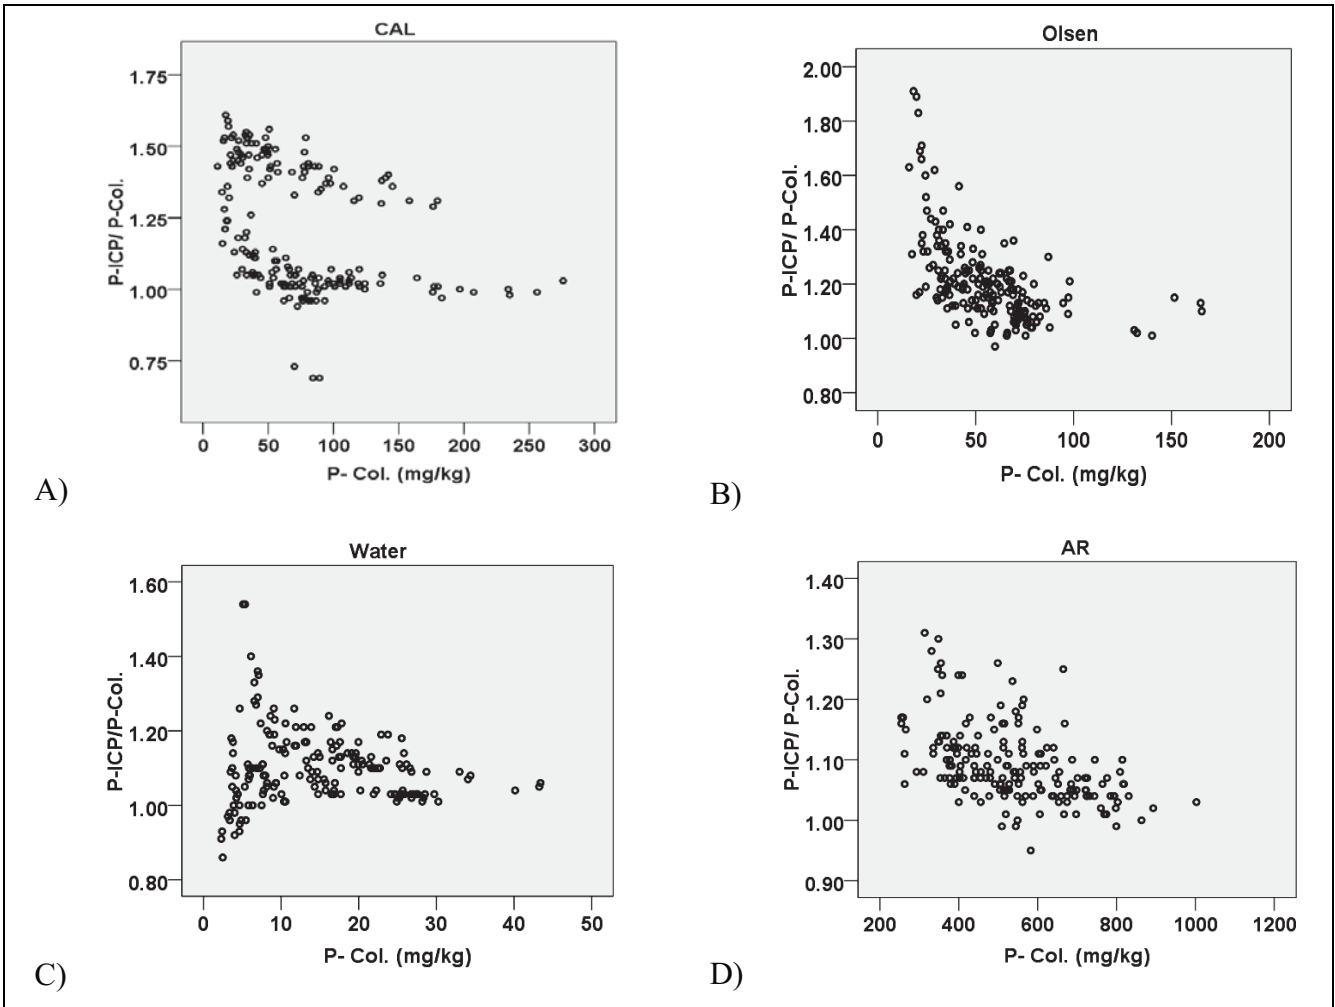 CAL
1.75
1.50
1.25
1.00
0.75
P-ICP/ P-Col.
0 50 100 150 200 250 300
P- Col. (mg/kg)
A)
Olsen
2.00
1.80
1.60
1.40
1.20
1.00
0.80
P-ICP/ P-Col.
0 50 100 150 200
P- Col. (mg/kg)
B)
Water
1.60
1.40
1.20
1.00
0.80
P-ICP/P-Col.
0 10 20 30 40 50
P- Col. (mg/kg)
C)
AR
1.40
1.30
1.20
1.10
1.00
0.90
P-ICP/ P-Col.
200 400 600 800 1000 1200
P- Col. (mg/kg)
D)